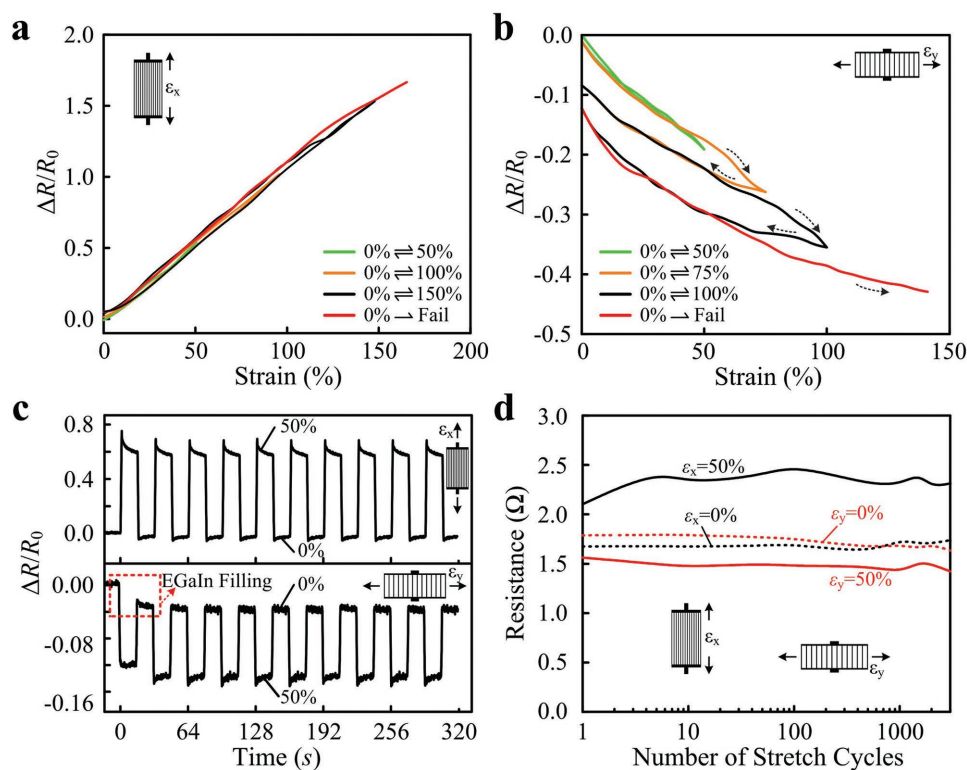 a
2.0
1.5
1.0
0.5
0.0
ΔR/R0
εx
0%⇌50%
0%⇌100%
0%⇌150%
0%⇀Fail
0
50
100
150
200
Strain (%)
b
0.0
-0.1
-0.2
-0.3
-0.4
-0.5
ΔR/R0
εy
0%⇌50%
0%⇌75%
0%⇌100%
0%⇀Fail
0
50
100
150
Strain (%)
c
0.8
0.4
0.0
50%
0%
εx
ΔR/R0
0.00
-0.08
-0.16
EGaIn Filling
0%
50%
εy
0
64
128
192
256
320
Time (s)
d
3.0
2.5
2.0
1.5
1.0
0.5
0.0
Resistance (Ω)
εx=50%
εx=0%
εy=0%
εy=50%
εx
εy
1
10
100
1000
Number of Stretch Cycles